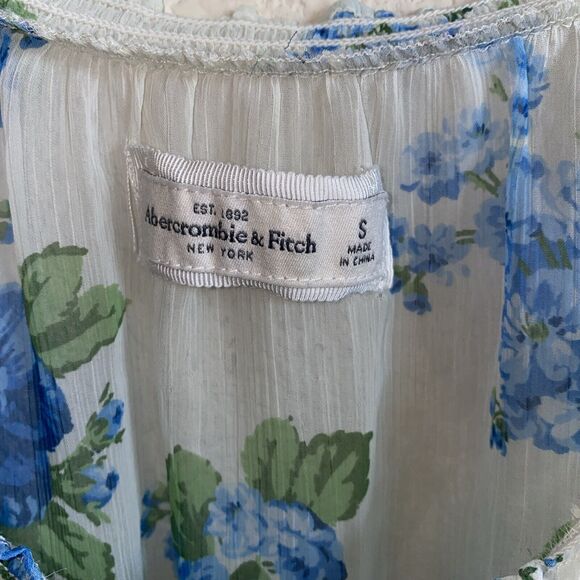 EST. 1892
Abercrombie & Fitch
NEW YORK
S
MADE
IN CHINA